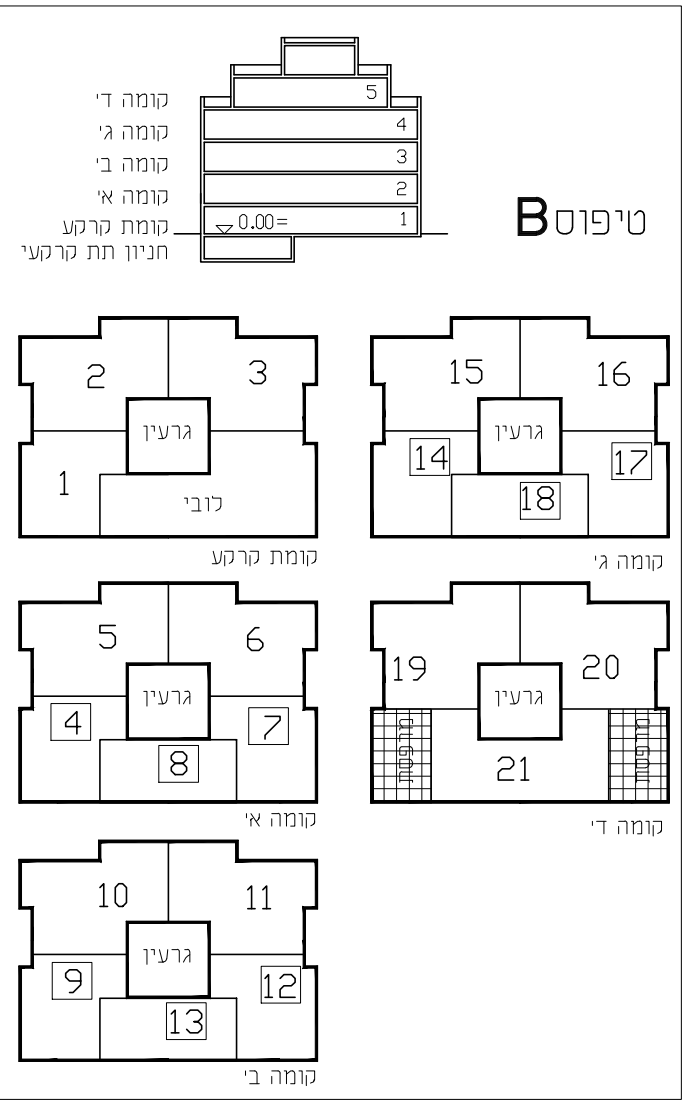 טיפוס B
קומה ד' 5
קומה ג' 4
קומה ב' 3
קומה א' 2
קומת קרקע 0.00= 1
חניון תת קרקעי
2 3
גרעין
1 לובי
קומת קרקע
15 16
גרעין
14 17
18
קומה ג'
5 6
גרעין
4 7
8
קומה א'
19 20
גרעין
מרפסת 21 מרפסת
קומה ד'
10 11
גרעין
9 12
13
קומה ב'